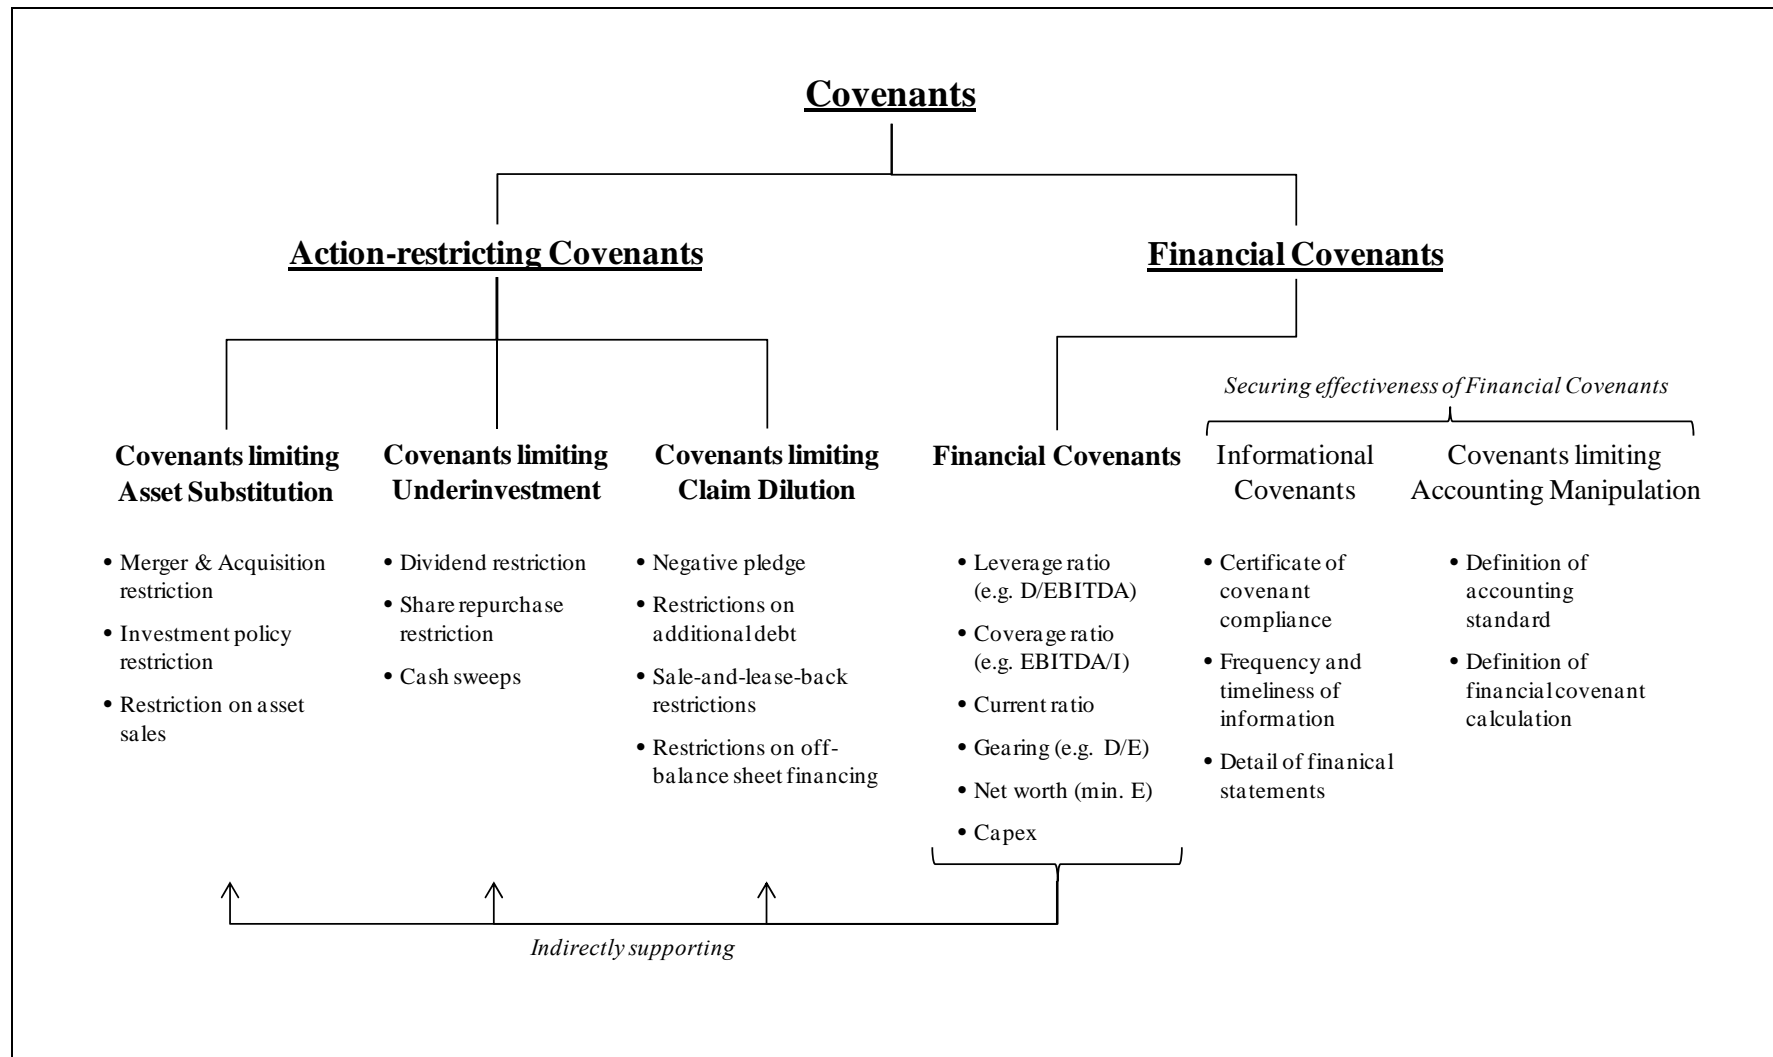 Covenants
Action-restricting Covenants
Financial Covenants
Securing effectiveness of Financial Covenants
Covenants limiting
Asset Substitution
Covenants limiting
Underinvestment
Covenants limiting
Claim Dilution
Financial Covenants
Informational
Covenants
Covenants limiting
Accounting Manipulation
• Merger & Acquisition
restriction
• Investment policy
restriction
• Restriction on asset
sales
• Dividend restriction
• Share repurchase
restriction
• Cash sweeps
• Negative pledge
• Restrictions on
additional debt
• Sale-and-lease-back
restrictions
• Restrictions on off-
balance sheet financing
• Leverage ratio
(e.g. D/EBITDA)
• Coverage ratio
(e.g. EBITDA/I)
• Current ratio
• Gearing (e.g. D/E)
• Net worth (min. E)
• Capex
• Certificate of
covenant
compliance
• Frequency and
timeliness of
information
• Detail of finanical
statements
• Definition of
accounting
standard
• Definition of
financial covenant
calculation
Indirectly supporting